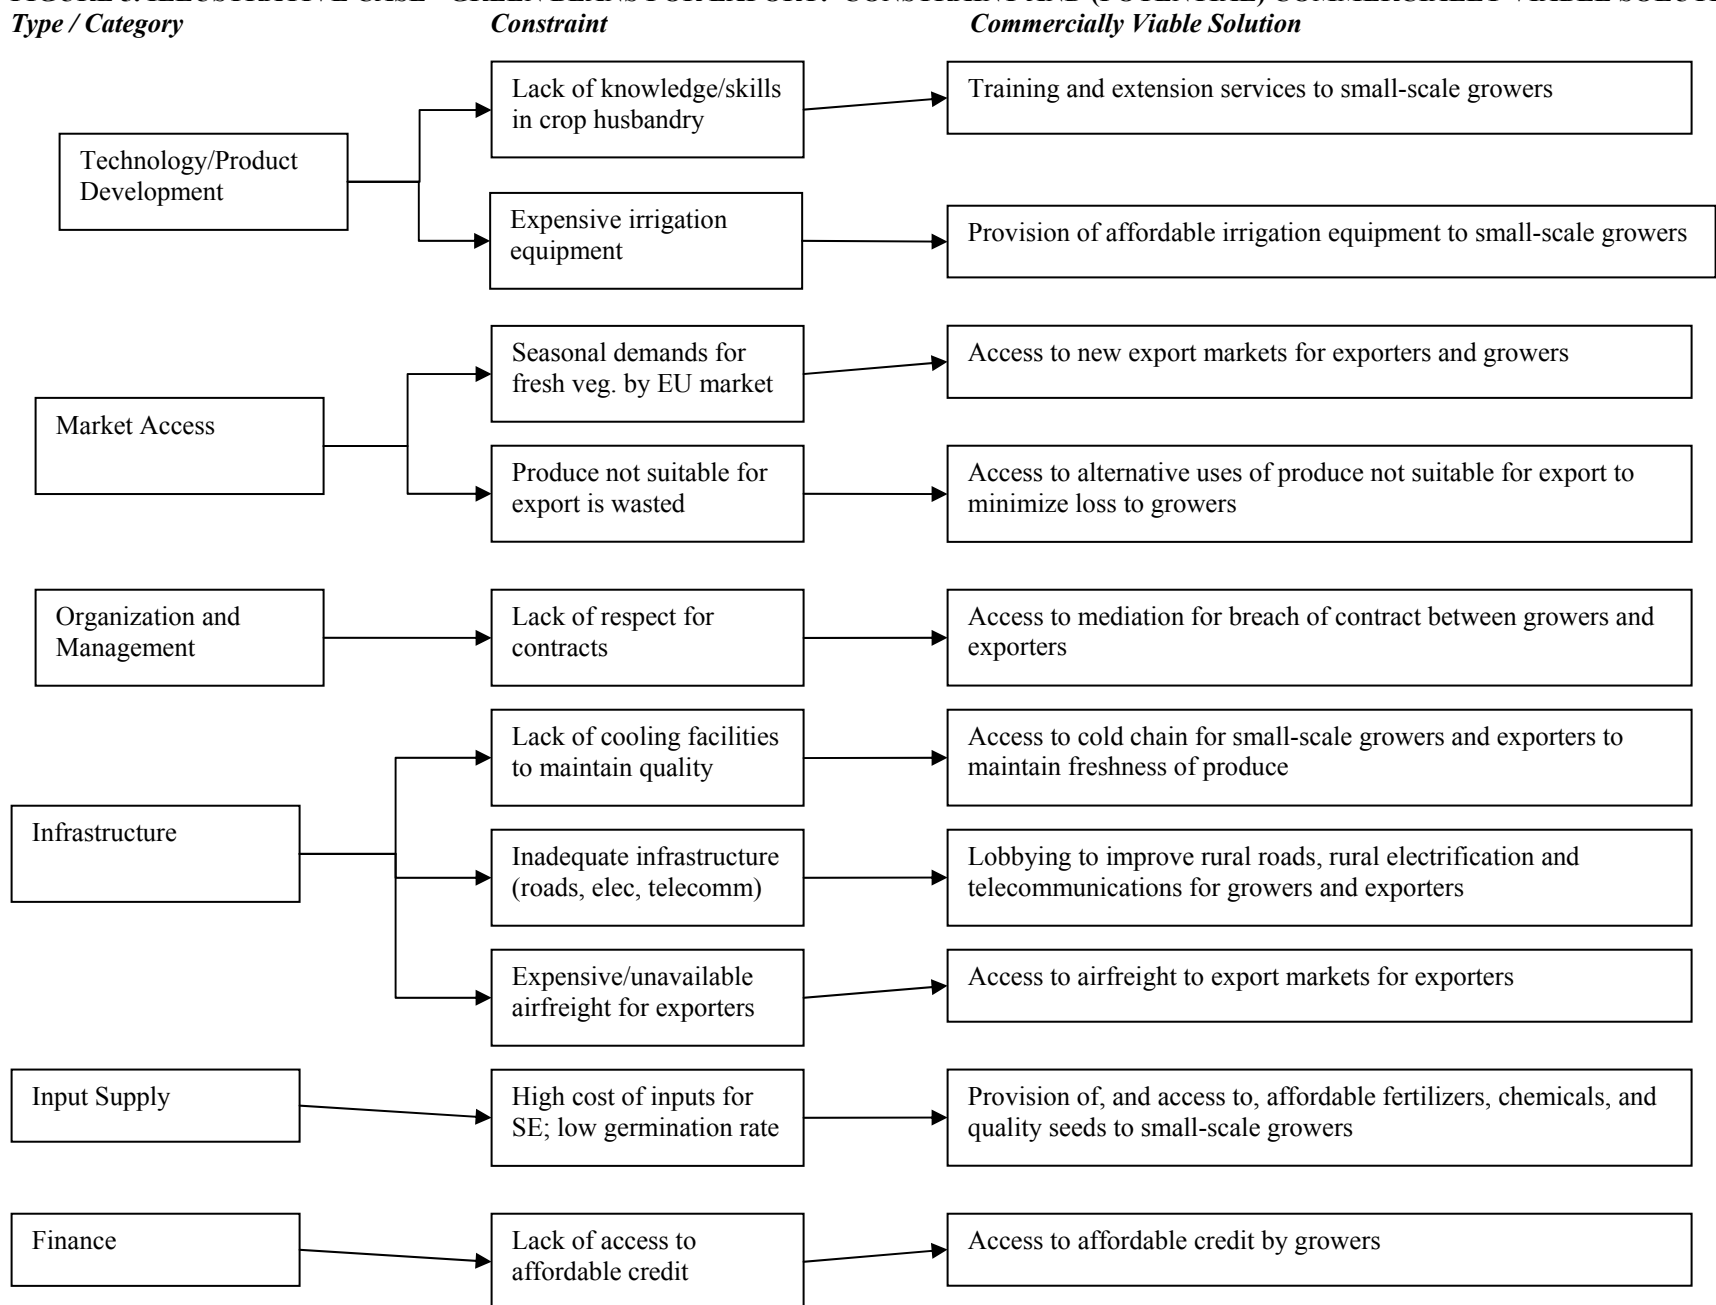 Type / Category
Constraint
Commercially Viable Solution
Technology/Product
Development
Lack of knowledge/skills
in crop husbandry
Training and extension services to small-scale growers
Expensive irrigation
equipment
Provision of affordable irrigation equipment to small-scale growers
Market Access
Seasonal demands for
fresh veg. by EU market
Access to new export markets for exporters and growers
Produce not suitable for
export is wasted
Access to alternative uses of produce not suitable for export to
minimize loss to growers
Organization and
Management
Lack of respect for
contracts
Access to mediation for breach of contract between growers and
exporters
Infrastructure
Lack of cooling facilities
to maintain quality
Access to cold chain for small-scale growers and exporters to
maintain freshness of produce
Inadequate infrastructure
(roads, elec, telecomm)
Lobbying to improve rural roads, rural electrification and
telecommunications for growers and exporters
Expensive/unavailable
airfreight for exporters
Access to airfreight to export markets for exporters
Input Supply
High cost of inputs for
SE; low germination rate
Provision of, and access to, affordable fertilizers, chemicals, and
quality seeds to small-scale growers
Finance
Lack of access to
affordable credit
Access to affordable credit by growers